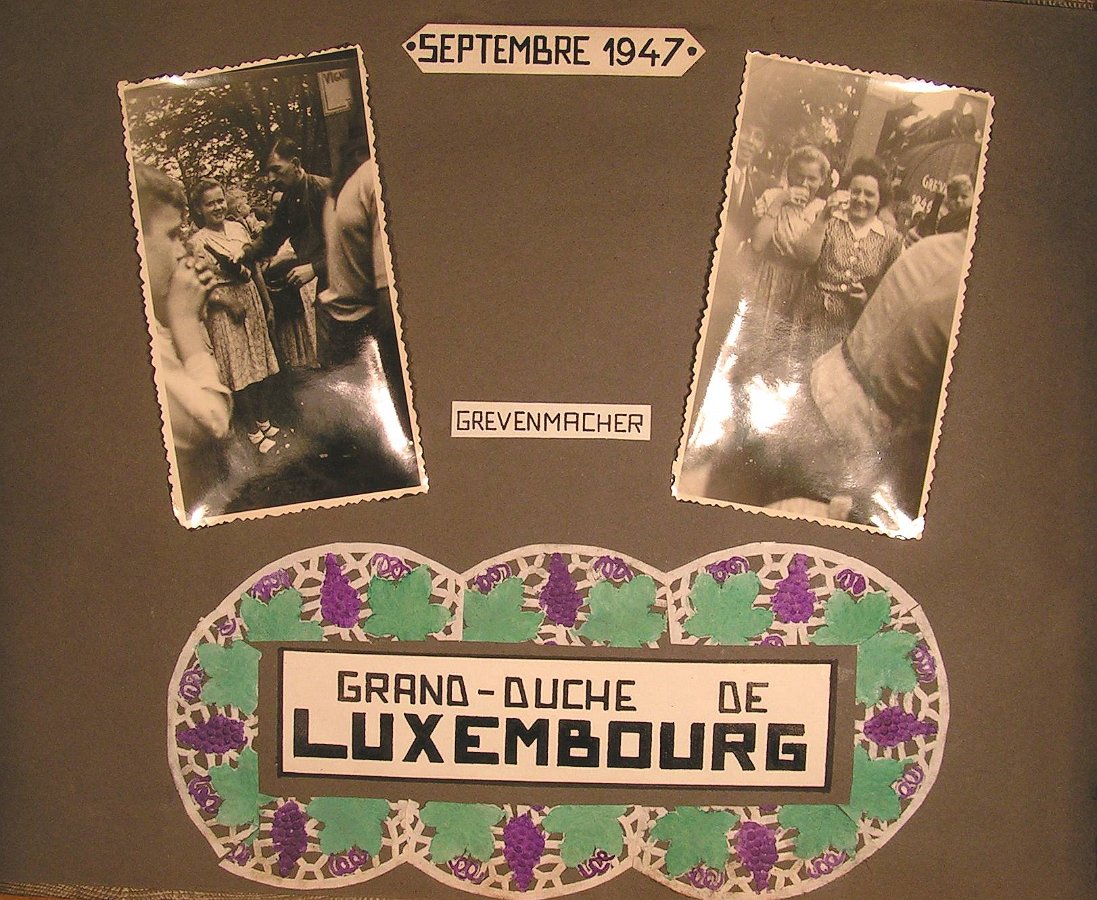 SEPTEMBRE 1947
GREVENMACHER
GRAND-DUCHE DE
LUXEMBOURG